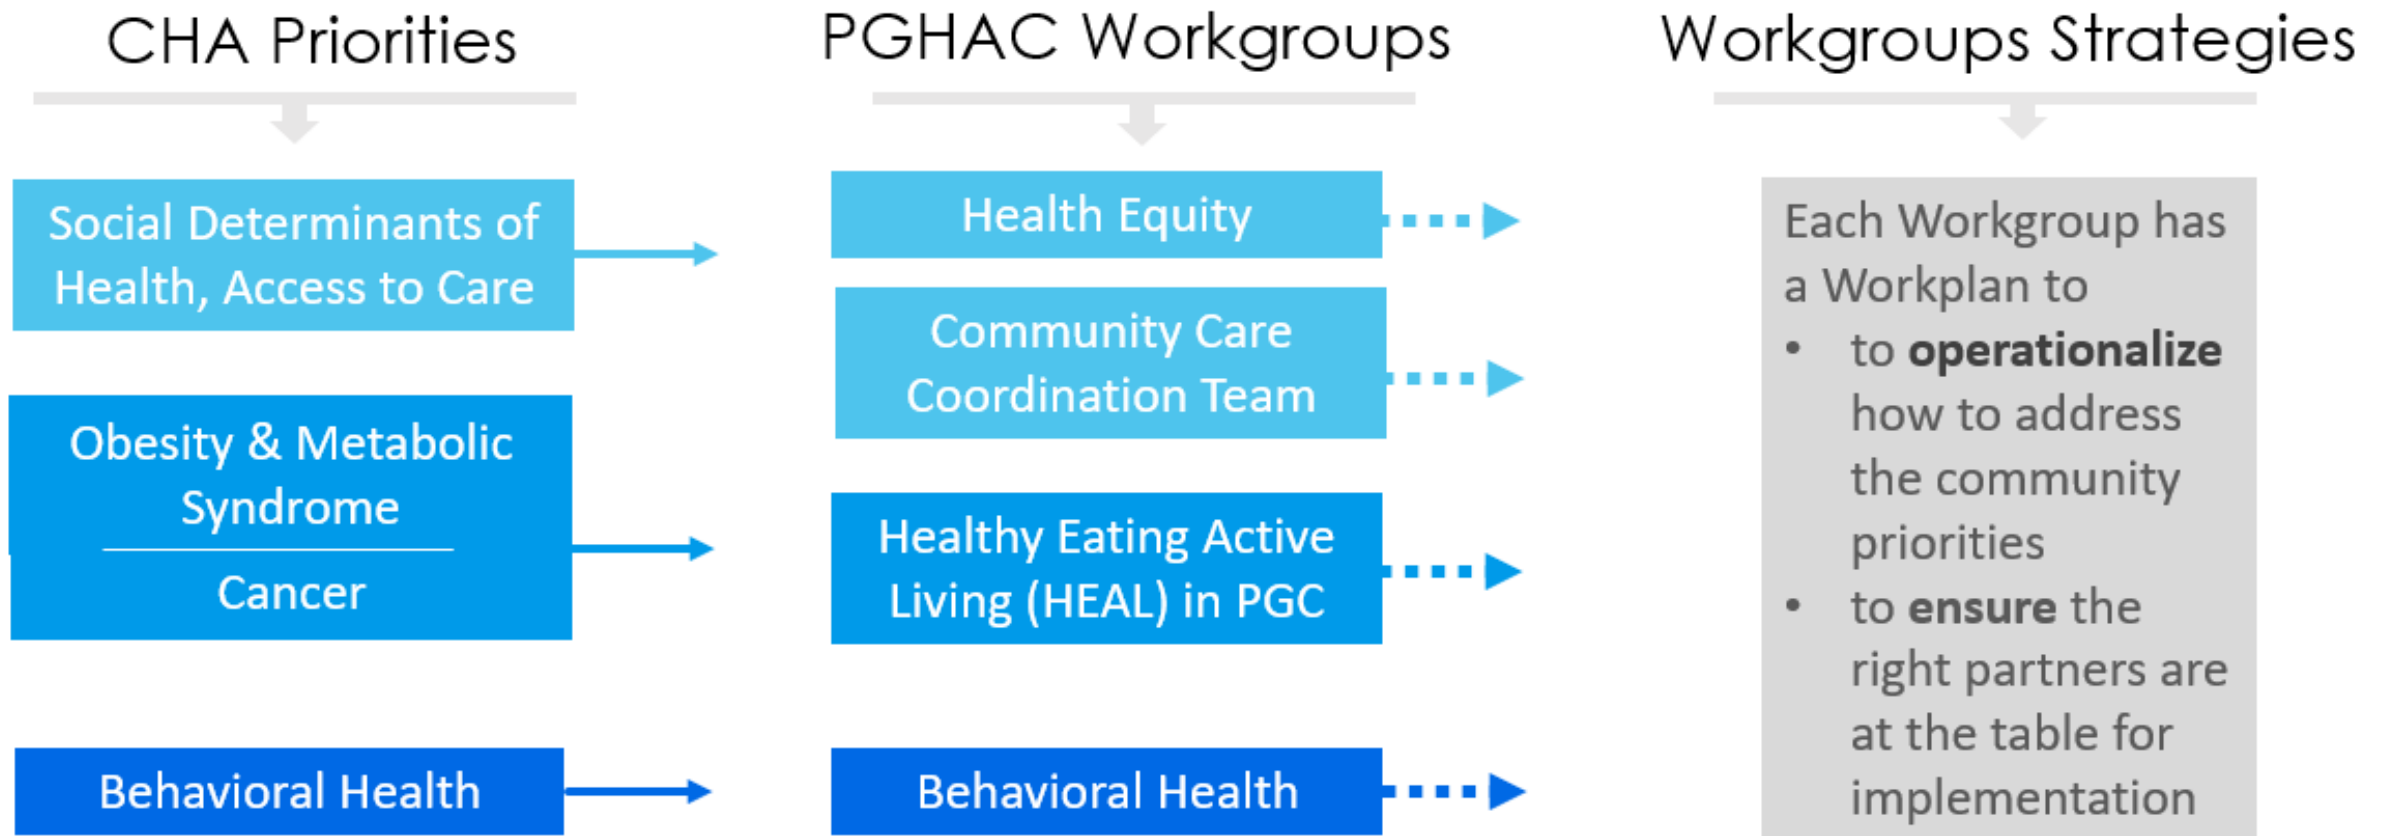 CHA Priorities
Social Determinants of
Health, Access to Care
Obesity & Metabolic
Syndrome
Cancer
Behavioral Health
PGHAC Workgroups
Health Equity
Community Care
Coordination Team
Healthy Eating Active
Living (HEAL) in PGC
Behavioral Health
Workgroups Strategies
Each Workgroup has
a Workplan to
• to operationalize
how to address
the community
priorities
• to ensure the
right partners are
at the table for
implementation